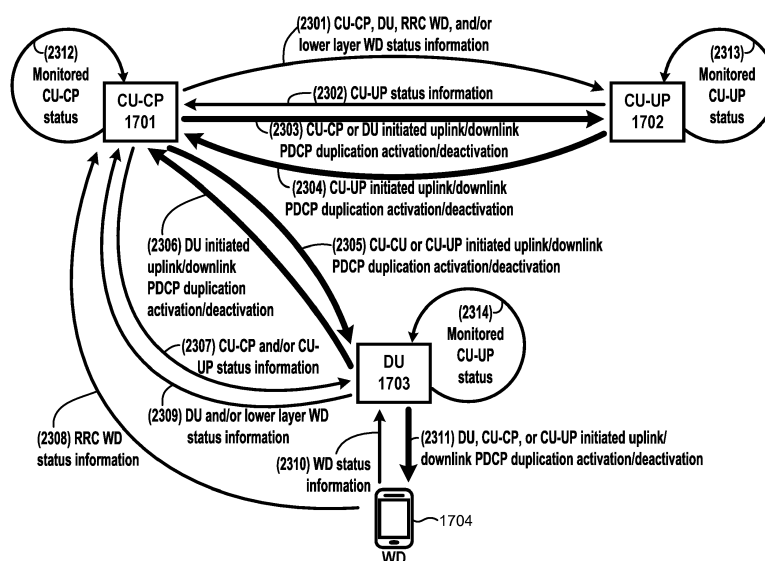 (2301) CU-CP, DU, RRC WD, and/or
lower layer WD status information
(2312)
Monitored
CU-CP
status
CU-CP
1701
(2302) CU-UP status information
(2313)
Monitored
CU-UP
status
CU-UP
1702
(2303) CU-CP or DU initiated uplink/downlink
PDCP duplication activation/deactivation
(2304) CU-UP initiated uplink/downlink
PDCP duplication activation/deactivation
(2306) DU initiated
uplink/downlink
PDCP duplication
activation/deactivation
(2305) CU-CU or CU-UP initiated uplink/downlink
PDCP duplication activation/deactivation
(2314)
Monitored
CU-UP
status
(2307) CU-CP and/or CU-
UP status information
DU
1703
(2309) DU and/or lower layer WD
status information
(2308) RRC WD
status information
(2310) WD status
information
(2311) DU, CU-CP, or CU-UP initiated uplink/
downlink PDCP duplication activation/deactivation
1704
WD